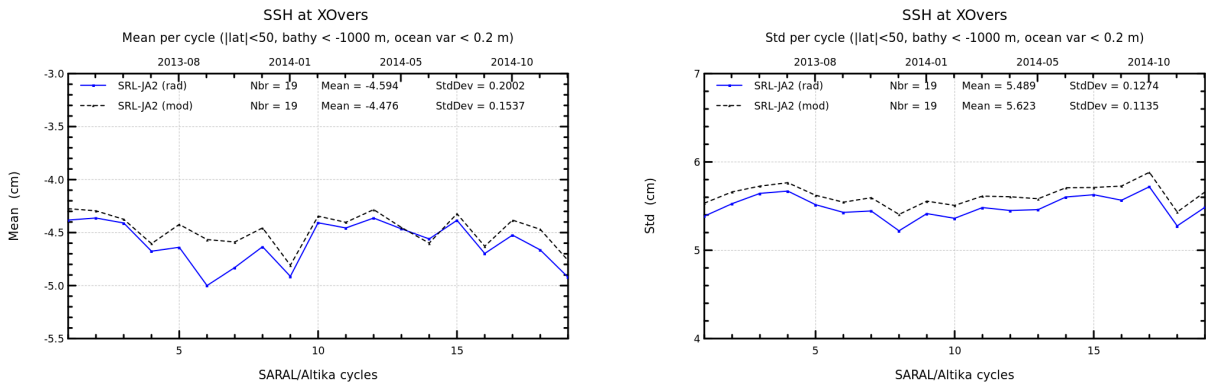 SSH at XOvers
Mean per cycle (|lat|<50, bathy < -1000 m, ocean var < 0.2 m)
2013-08 2014-01 2014-05 2014-10
SRL-JA2 (rad) Nbr = 19 Mean = -4.594 StdDev = 0.2002
SRL-JA2 (mod) Nbr = 19 Mean = -4.476 StdDev = 0.1537
-3.0
-3.5
-4.0
-4.5
-5.0
-5.5
Mean (cm)
5 10 15
SARAL/Altika cycles
SSH at XOvers
Std per cycle (|lat|<50, bathy < -1000 m, ocean var < 0.2 m)
2013-08 2014-01 2014-05 2014-10
SRL-JA2 (rad) Nbr = 19 Mean = 5.489 StdDev = 0.1274
SRL-JA2 (mod) Nbr = 19 Mean = 5.623 StdDev = 0.1135
7
6
5
4
Std (cm)
5 10 15
SARAL/Altika cycles